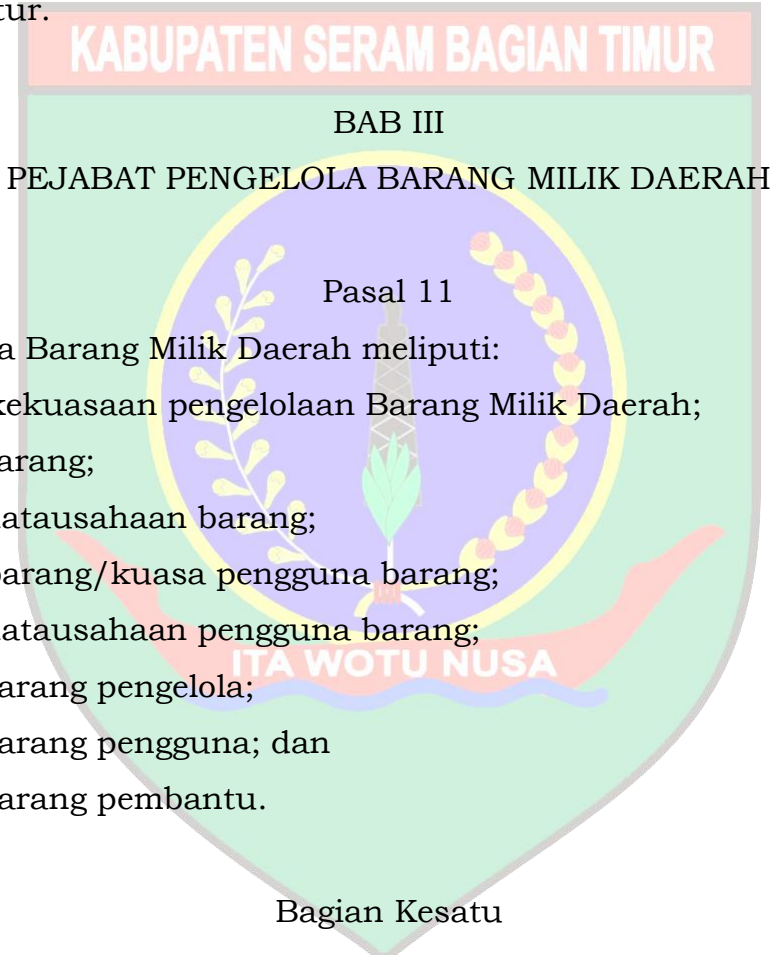 tur.
KABUPATEN SERAM BAGIAN TIMUR
BAB III
PEJABAT PENGELOLA BARANG MILIK DAERAH
Pasal 11
a Barang Milik Daerah meliputi:
kekuasaan pengelolaan Barang Milik Daerah;
arang;
atausahaan barang;
barang/kuasa pengguna barang;
atausahaan pengguna barang;
ITA WOTU NUSA
arang pengelola;
arang pengguna; dan
arang pembantu.
Bagian Kesatu